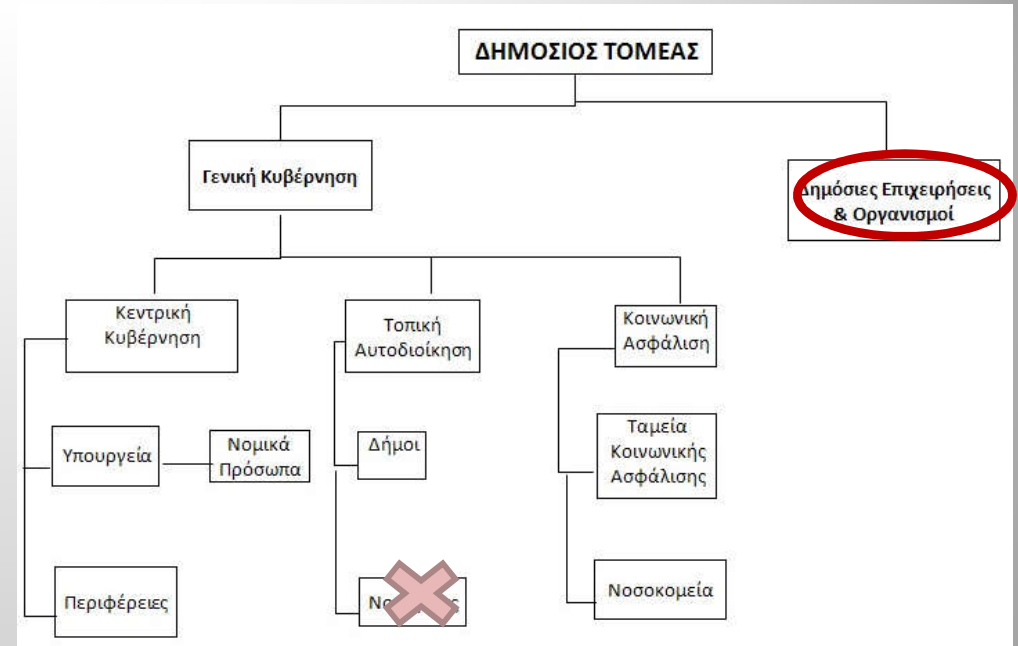 ΔΗΜΟΣΙΟΣ ΤΟΜΕΑΣ
Γενική Κυβέρνηση
Δημόσιες Επιχειρήσεις
& Οργανισμοί
Κεντρική
Κυβέρνηση
Τοπική
Αυτοδιοίκηση
Κοινωνική
Ασφάλιση
Υπουργεία
Νομικά
Πρόσωπα
Δήμοι
Ταμεία
Κοινωνικής
Ασφάλισης
Περιφέρειες
Νοσοκομεία